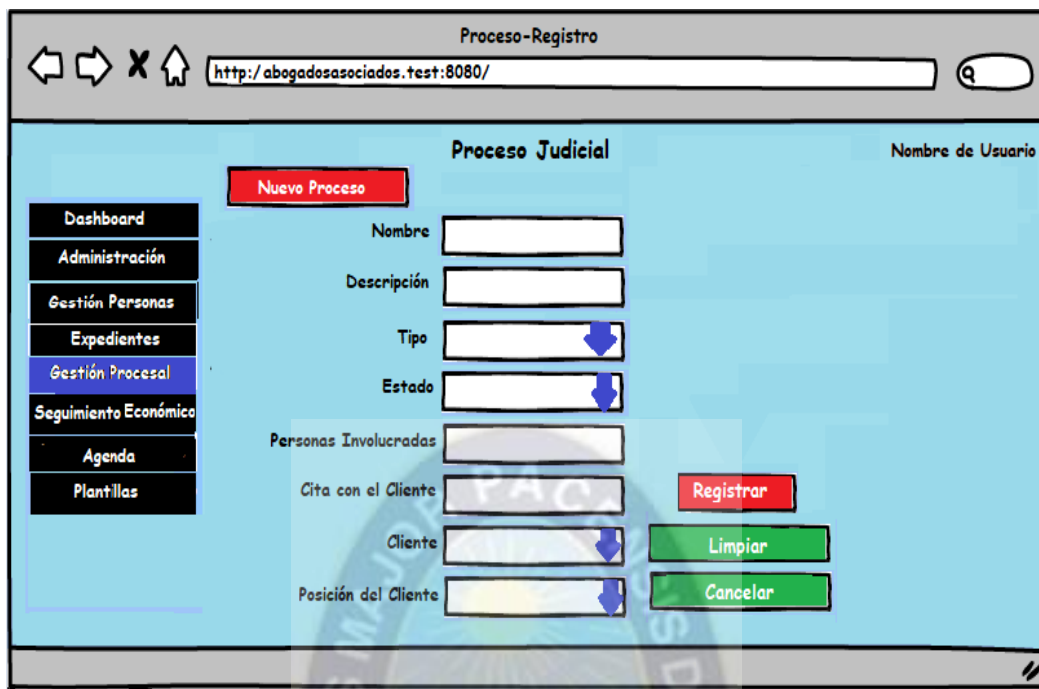 Proceso-Registro
http:/abogadosasociados.test:8080/
Proceso Judicial
Nombre de Usuario
Nuevo Proceso
Dashboard
Administración
Gestión Personas
Expedientes
Gestión Procesal
Seguimiento Económico
Agenda
Plantillas
Nombre
Descripción
Tipo
Estado
Personas Involucradas
Cita con el Cliente
Cliente
Posición del Cliente
Registrar
Limpiar
Cancelar